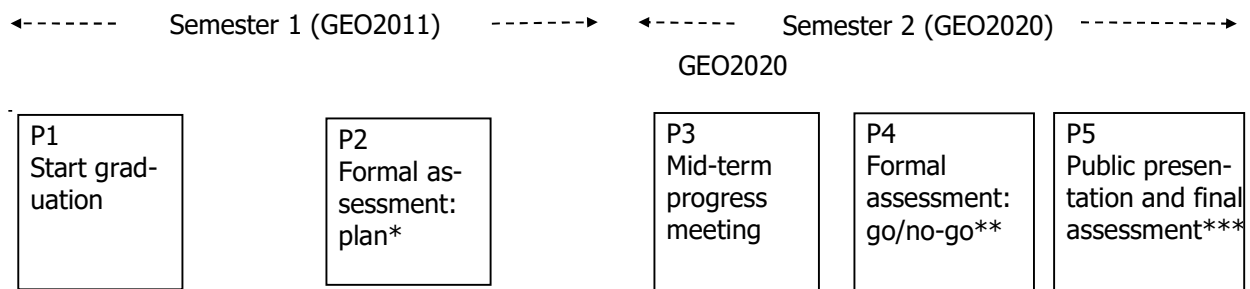 Semester 1 (GEO2011)
Semester 2 (GEO2020)
GEO2020
P1
Start grad-
uation
P2
Formal as-
sessment:
plan*
P3
Mid-term
progress
meeting
P4
Formal
assessment:
go/no-go**
P5
Public presen-
tation and final
assessment***